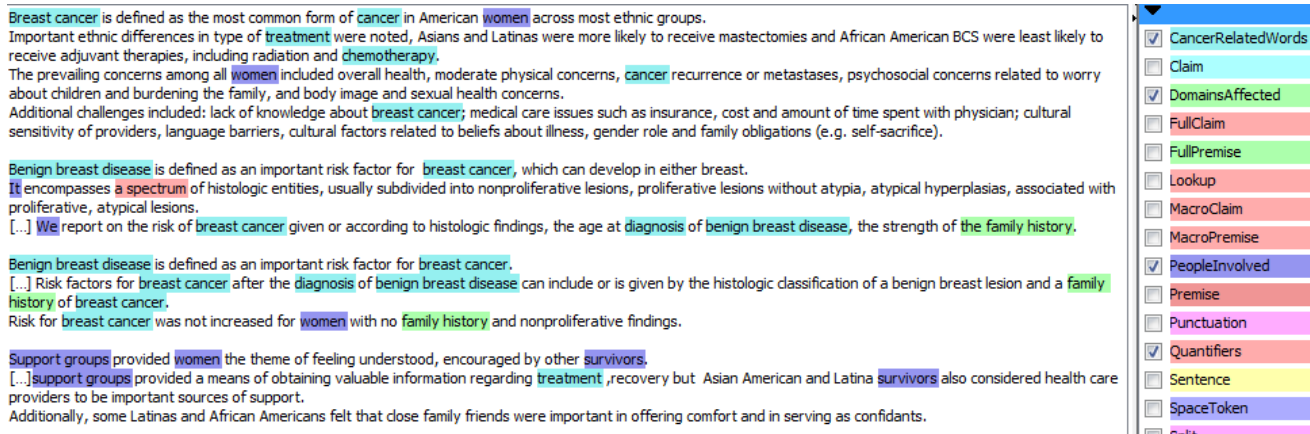 Breast cancer is defined as the most common form of cancer in American women across most ethnic groups.
Important ethnic differences in type of treatment were noted, Asians and Latinas were more likely to receive mastectomies and African American BCS were least likely to
receive adjuvant therapies, including radiation and chemotherapy.
The prevailing concerns among all women included overall health, moderate physical concerns, cancer recurrence or metastases, psychosocial concerns related to worry
about children and burdening the family, and body image and sexual health concerns.
Additional challenges included: lack of knowledge about breast cancer; medical care issues such as insurance, cost and amount of time spent with physician; cultural
sensitivity of providers, language barriers, cultural factors related to beliefs about illness, gender role and family obligations (e.g. self-sacrifice).
Benign breast disease is defined as an important risk factor for breast cancer, which can develop in either breast.
It encompasses a spectrum of histologic entities, usually subdivided into nonproliferative lesions, proliferative lesions without atypia, atypical hyperplasias, associated with
proliferative, atypical lesions.
[...] We report on the risk of breast cancer given or according to histologic findings, the age at diagnosis of benign breast disease, the strength of the family history.
Benign breast disease is defined as an important risk factor for breast cancer.
[...] Risk factors for breast cancer after the diagnosis of benign breast disease can include or is given by the histologic classification of a benign breast lesion and a family
history of breast cancer.
Risk for breast cancer was not increased for women with no family history and nonproliferative findings.
Support groups provided women the theme of feeling understood, encouraged by other survivors.
[...]support groups provided a means of obtaining valuable information regarding treatment ,recovery but Asian American and Latina survivors also considered health care
providers to be important sources of support.
Additionally, some Latinas and African Americans felt that close family friends were important in offering comfort and in serving as confidants.
CancerRelatedWords
Claim
DomainsAffected
FullClaim
FullPremise
Lookup
MacroClaim
MacroPremise
PeopleInvolved
Premise
Punctuation
Quantifiers
Sentence
SpaceToken